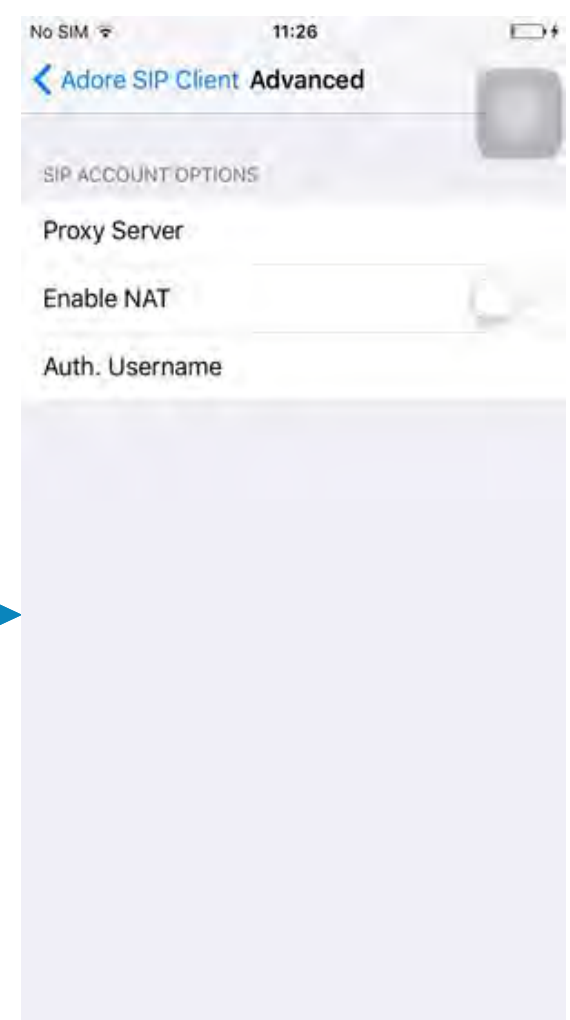 No SIM 11:26
Adore SIP Client Advanced
SIP ACCOUNT OPTIONS
Proxy Server
Enable NAT
Auth. Username